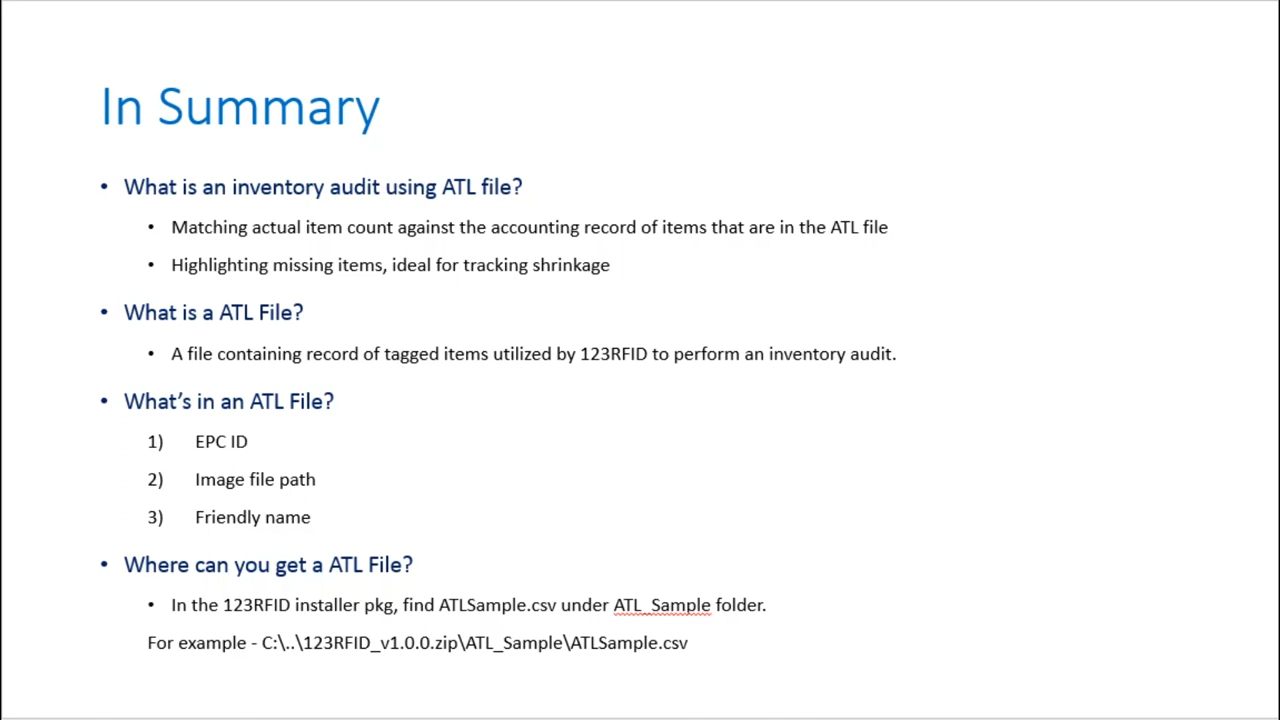 In Summary
• What is an inventory audit using ATL file?
• Matching actual item count against the accounting record of items that are in the ATL file
• Highlighting missing items, ideal for tracking shrinkage
• What is a ATL File?
• A file containing record of tagged items utilized by 123RFID to perform an inventory audit.
• What’s in an ATL File?
1) EPC ID
2) Image file path
3) Friendly name
• Where can you get a ATL File?
• In the 123RFID installer pkg, find ATLSample.csv under ATL_Sample folder.
For example - C:\..\123RFID_v1.0.0.zip\ATL_Sample\ATLSample.csv